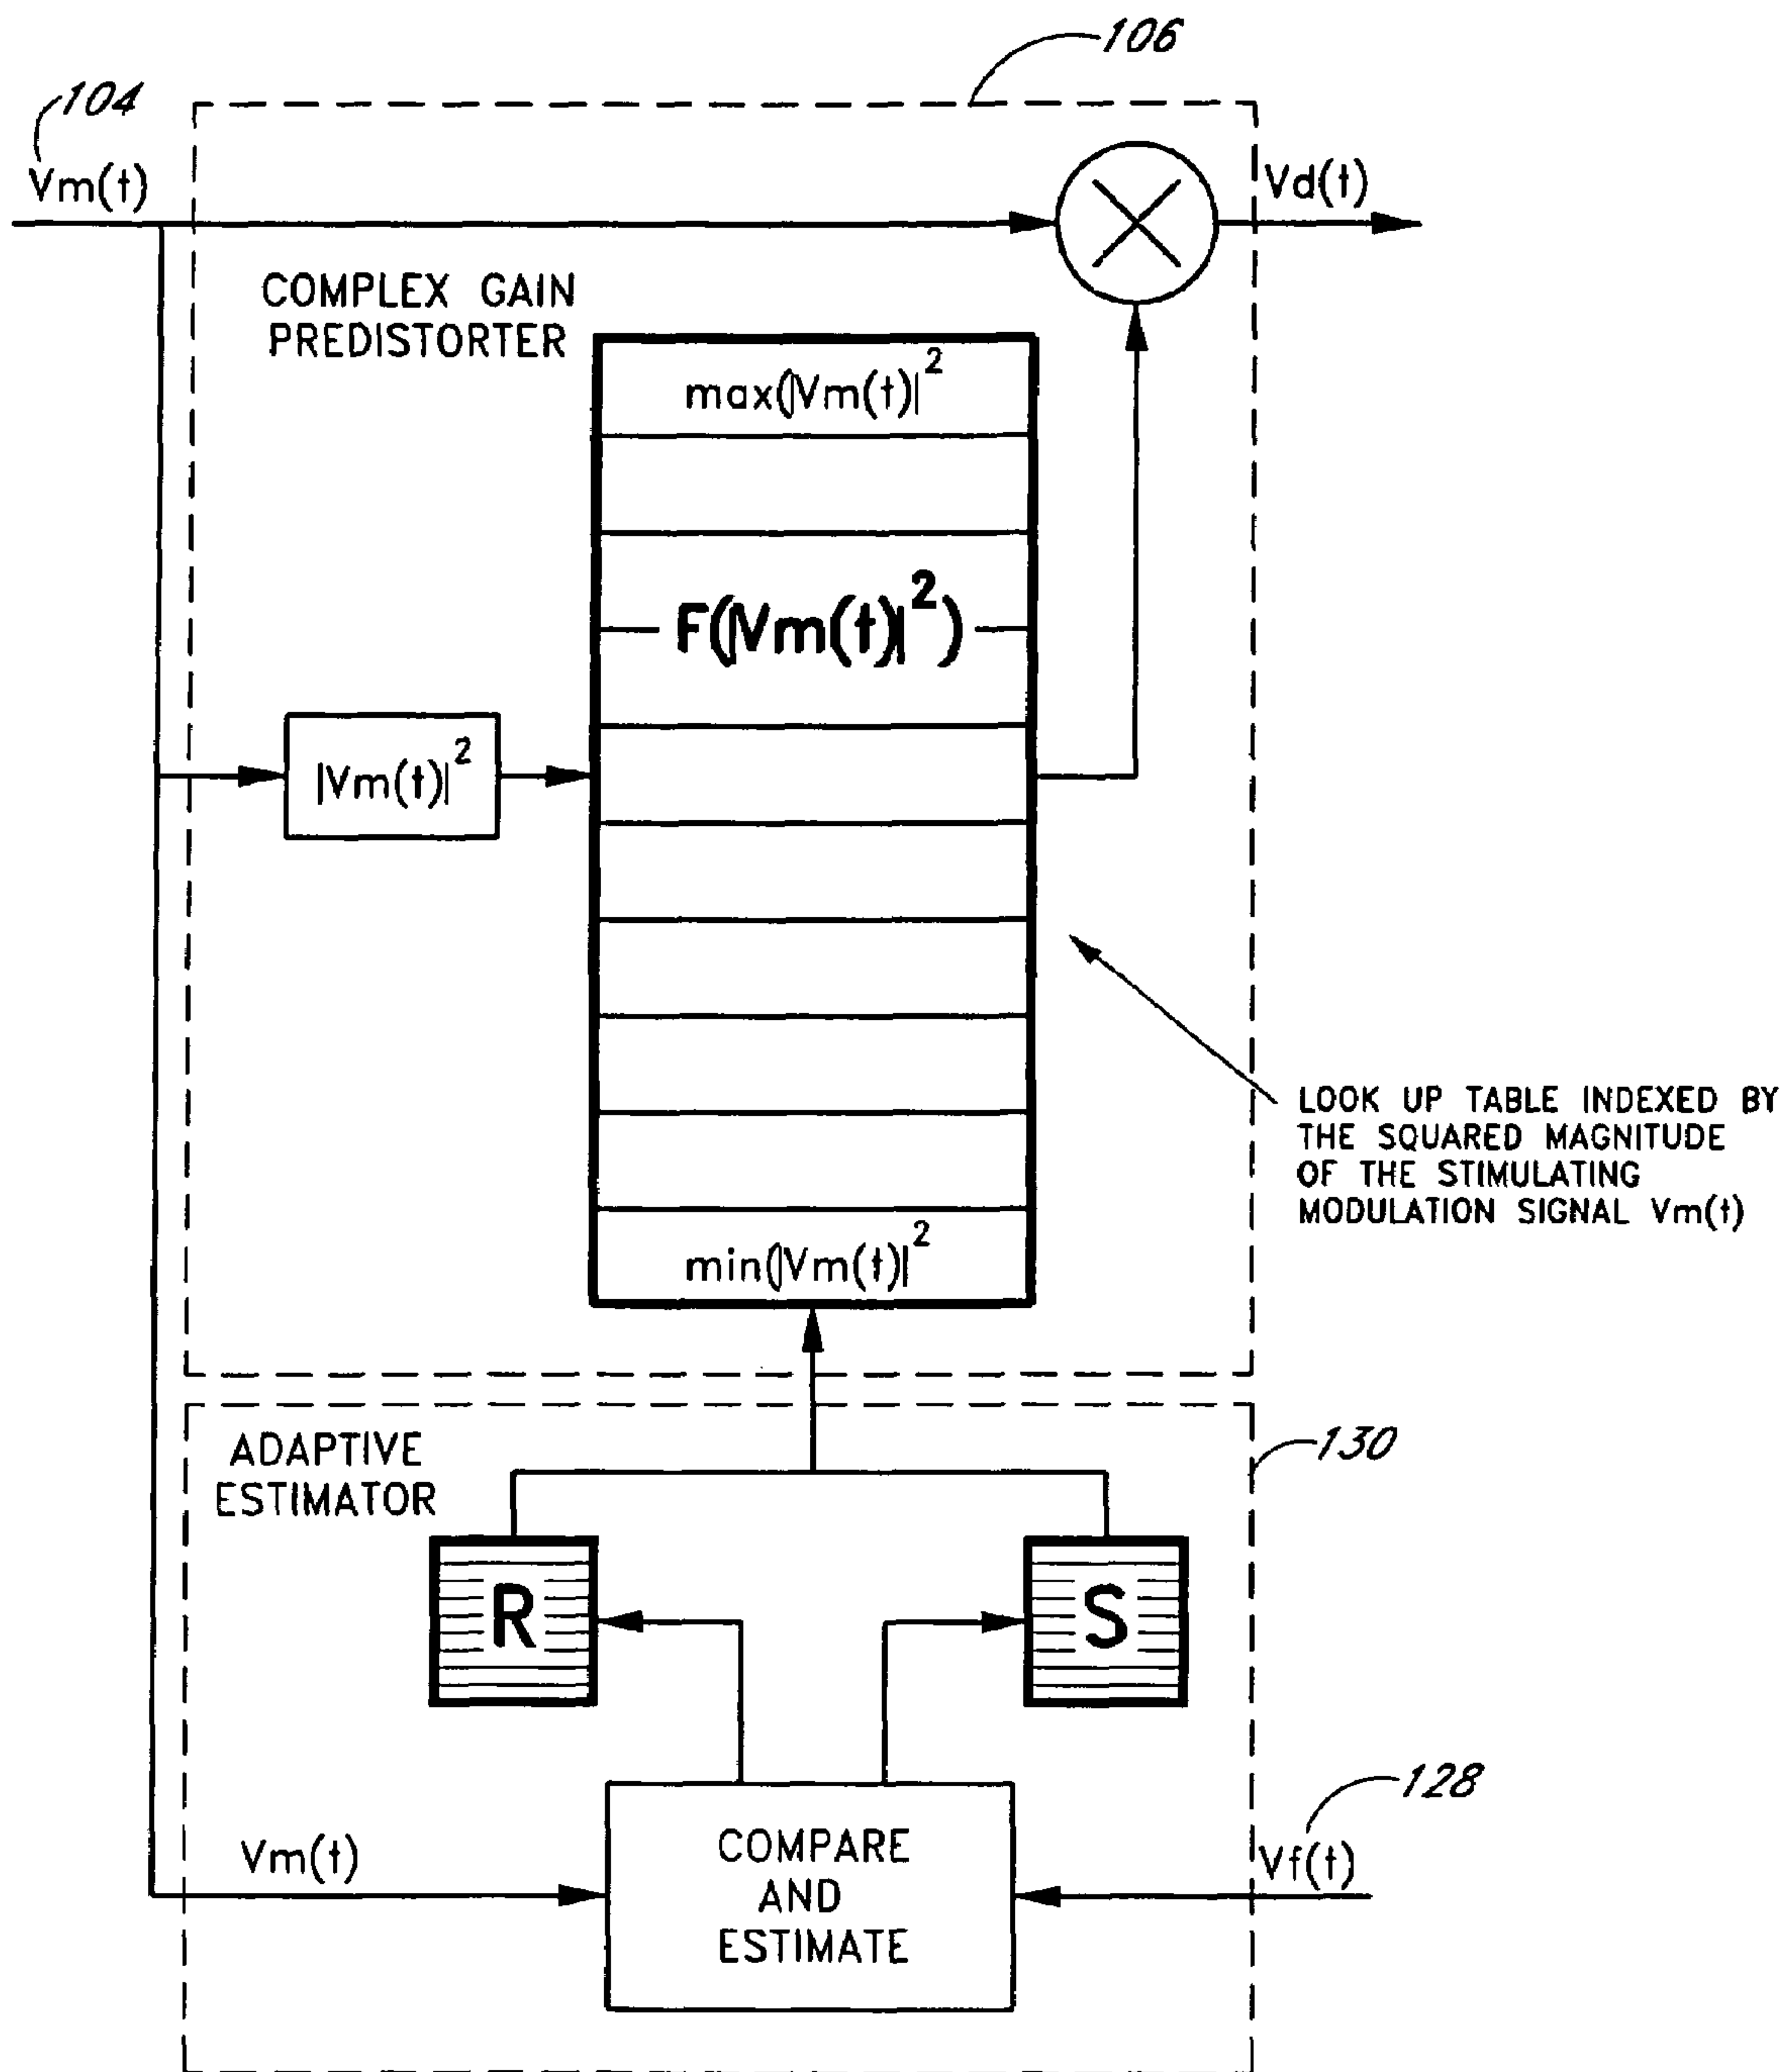 106
104
Vm(t)
Vd(t)
COMPLEX GAIN
PREDISTORTER
max(|Vm(t)|²
F(|Vm(t)|²)
|Vm(t)|²
LOOK UP TABLE INDEXED BY
THE SQUARED MAGNITUDE
OF THE STIMULATING
MODULATION SIGNAL Vm(t)
min(|Vm(t)|²
ADAPTIVE
ESTIMATOR
130
R
S
128
Vm(t)
COMPARE
AND
ESTIMATE
Vf(t)